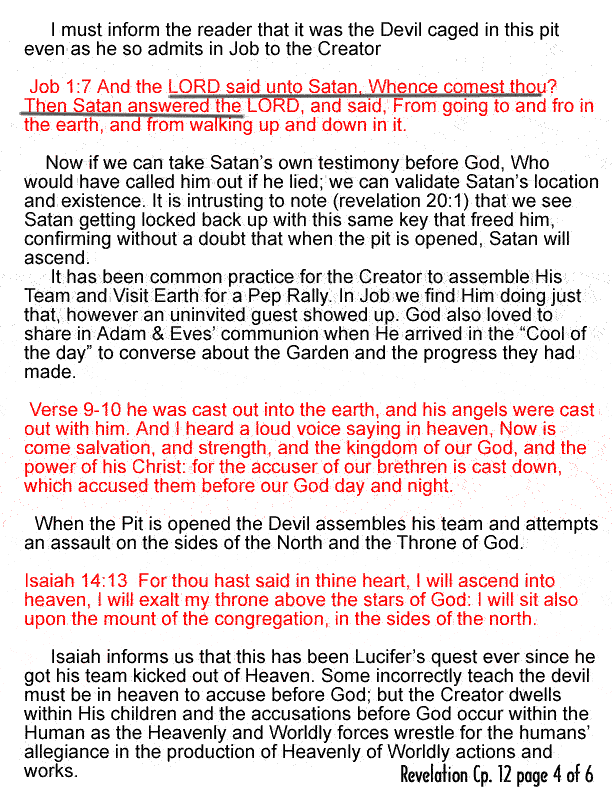 I must inform the reader that it was the Devil caged in this pit
even as he so admits in Job to the Creator
Job 1:7 And the LORD said unto Satan, Whence comest thou?
Then Satan answered the LORD, and said, From going to and fro in
the earth, and from walking up and down in it.
Now if we can take Satan's own testimony before God, Who
would have called him out if he lied; we can validate Satan's location
and existence. It is intrusting to note (revelation 20:1) that we see
Satan getting locked back up with this same key that freed him,
confirming without a doubt that when the pit is opened, Satan will
ascend.
It has been common practice for the Creator to assemble His
Team and Visit Earth for a Pep Rally. In Job we find Him doing just
that, however an uninvited guest showed up. God also loved to
share in Adam & Eves' communion when He arrived in the "Cool of
the day" to converse about the Garden and the progress they had
made.
Verse 9-10 he was cast out into the earth, and his angels were cast
out with him. And I heard a loud voice saying in heaven, Now is
come salvation, and strength, and the kingdom of our God, and the
power of his Christ: for the accuser of our brethren is cast down,
which accused them before our God day and night.
When the Pit is opened the Devil assembles his team and attempts
an assault on the sides of the North and the Throne of God.
Isaiah 14:13 For thou hast said in thine heart, I will ascend into
heaven, I will exalt my throne above the stars of God: I will sit also
upon the mount of the congregation, in the sides of the north.
Isaiah informs us that this has been Lucifer's quest ever since he
got his team kicked out of Heaven. Some incorrectly teach the devil
must be in heaven to accuse before God; but the Creator dwells
within His children and the accusations before God occur within the
Human as the Heavenly and Worldly forces wrestle for the humans'
allegiance in the production of Heavenly of Worldly actions and
works.
Revelation Cp. 12 page 4 of 6